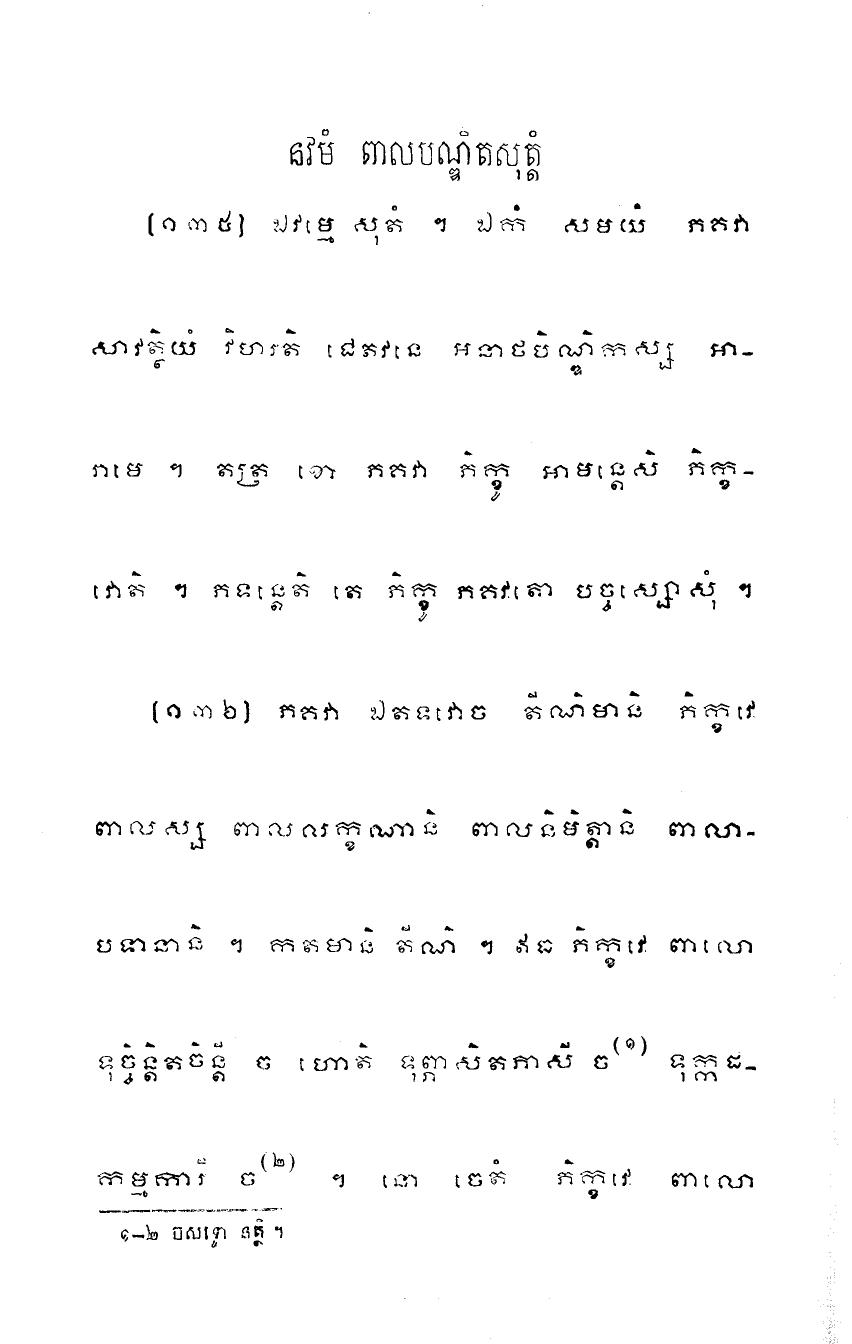 នវមំ ពាលបណ្ឌិតសុត្តំ
[១៣៥] ឯវម្មេ សុតំ ។ ឯកំ សមយំ ភគវា
សាវត្ថិយំ វិហរតិ ជេតវនេ អនាថបិណ្ឌិកស្ស អា-
រាមេ ។ តត្រ ខោ ភគវា ភិក្ខូ អាមន្តេសិ ភិក្ខ-
វោតិ ។ ភទន្តេតិ តេ ភិក្ខូ ភគវតោ បច្ចស្សោសុំ ។
[១៣៦] ភគវា ឯតទវោច តីណិមានិ ភិក្ខវេ
ពាលស្ស ពាលលក្ខណានិ ពាលនិមិត្តានិ ពាលា-
បទានានិ ។ កតមានិ តីណិ ។ ឥធ ភិក្ខវេ ពាលោ
ទុច្ចិន្តិតចិន្តី ច ហោតិ ទុព្ភាសិតភាសី ច(១) ទុក្កដ-
កម្មការី ច(២) ។ នោ ចេតំ ភិក្ខវេ ពាលោ
១-២ ចសទ្ទោ នត្ថិ ។